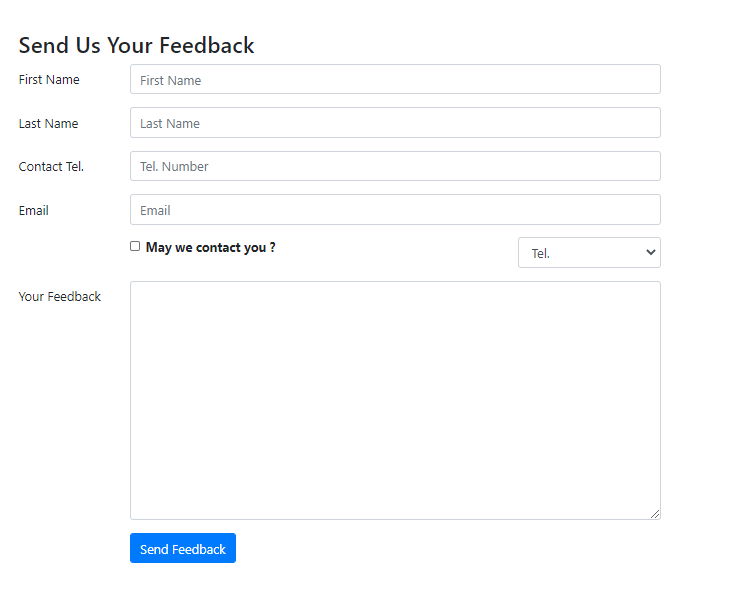 Send Us Your Feedback
First Name First Name
Last Name Last Name
Contact Tel. Tel. Number
Email Email
May we contact you ? Tel.
Your Feedback
Send Feedback